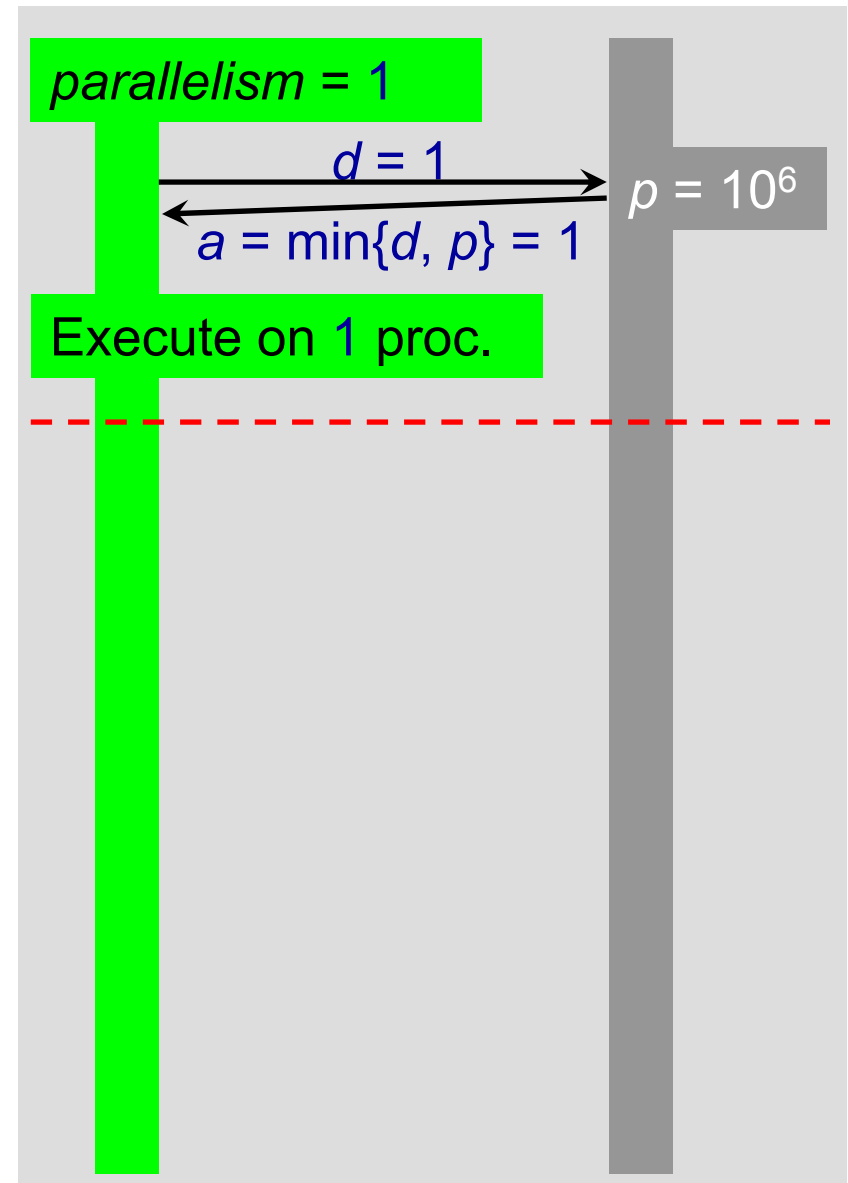 parallelism = 1
d = 1
p = 10⁶
a = min{d, p} = 1
Execute on 1 proc.